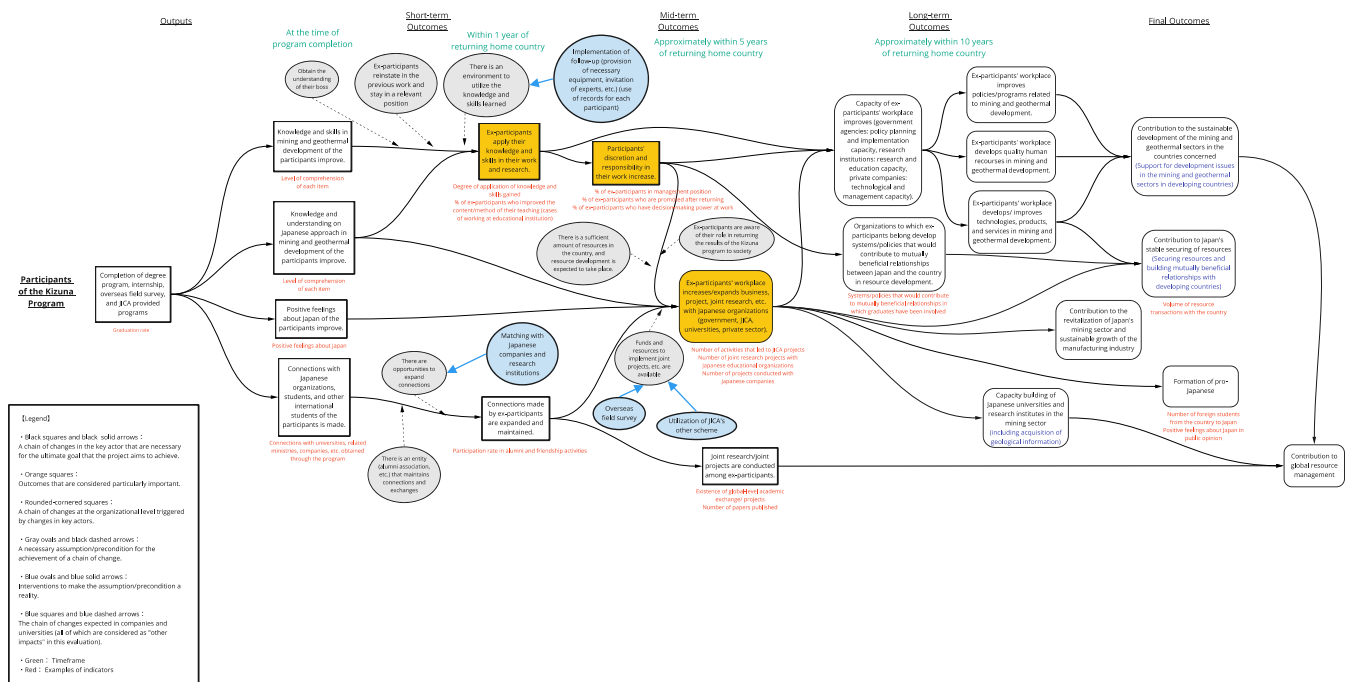 Outputs
Short-term
Outcomes
Mid-term
Outcomes
Long-term
Outcomes
Final Outcomes
At the time of
program completion
Within 1 year of
returning home country
Approximately within 5 years
of returning home country
Approximately within 10 years
of returning home country
Obtain the
understanding
of their boss
Ex-participants
reinstate in the
previous work and
stay in a relevant
position
There is an
environment to
utilize the
knowledge and
skills learned
Implementation of
follow-up (provision of
necessary
equipment, invitation
of experts, etc.) (use
of records for each
participant)
Knowledge and skills in
mining and geothermal
development of the
participants improve.
Level of comprehension
of each item
Ex-participants
apply their
knowledge and
skills in their work
and research.
Degree of application of knowledge and
skills gained
% of ex-participants who improved the
content/method of their teaching (cases
of working at educational institution)
Participants'
discretion and
responsibility in
their work increase.
% of ex-participants in management position
% of ex-participants who are promoted after returning
% of ex-participants who have decision-making power at work
Capacity of ex-
participants' workplace
improves (government
agencies: policy planning
and implementation
capacity, research
institutions: research
and education capacity,
private companies:
technological and
management capacity).
Ex-participants' workplace
improves
policies/programs related
to mining and geothermal
development.
Ex-participants' workplace
develops quality human
recourses in mining and
geothermal development.
Ex-participants' workplace
develops/ improves
technologies, products,
and services in mining and
geothermal development.
Contribution to the sustainable
development of the mining and
geothermal sectors in the
countries concerned
(Support for development issues
in the mining and geothermal
sectors in developing countries)
Knowledge and
understanding on
Japanese approach in
mining and geothermal
development of the
participants improve.
Level of comprehension
of each item
There is a sufficient
amount of resources in
the country, and
resource development is
expected to take place.
Ex-participants are aware
of their role in returning
the results of the Kizuna
program to society
Organizations to which ex-
participants belong develop
systems/policies that would
contribute to mutually
beneficial relationships
between Japan and the country
in resource development.
Systems/policies that would contribute
to mutually beneficial relationships in
which graduates have been involved
Contribution to Japan's
stable securing of resources
(Securing resources and
building mutually beneficial
relationships with
developing countries)
Volume of resource
transactions with the country
Participants
of the Kizuna
Program
Completion of degree
program, internship,
overseas field survey,
and JICA provided
programs
Graduation rate
Positive feelings
about Japan of the
participants improve.
Positive feelings about Japan
Ex-participants' workplace
increases/expands business,
project, joint research, etc.
with Japanese organizations
(government, JICA,
universities, private sector).
Number of activities that led to JICA projects
Number of joint research projects with
Japanese educational organizations
Number of projects conducted with
Japanese companies
Contribution to the
revitalization of Japan's
mining sector and
sustainable growth of the
manufacturing industry
Connections with
Japanese
organizations,
students, and other
international
students of the
participants is made.
Connections with universities, related
ministries, companies, etc. obtained
through the program
There are
opportunities to
expand
connections
Matching with
Japanese
companies and
research
institutions
Funds and
resources to
implement joint
projects, etc. are
available
Overseas
field survey
Utilization of JICA's
other scheme
Formation of pro-
Japanese
Number of foreign students
from the country to Japan
Positive feelings about Japan in
public opinion
Connections made
by ex-participants
are expanded and
maintained.
Participation rate in alumni and friendship activities
Capacity building of
Japanese universities and
research institutes in the
mining sector
(including acquisition of
geological information)
There is an entity
(alumni association,
etc.) that maintains
connections and
exchanges
Joint research/joint
projects are conducted
among ex-participants.
Existence of global-level academic
exchange/ projects
Number of papers published
Contribution to
global resource
management
【Legend】
・Black squares and black solid arrows：
A chain of changes in the key actor that are necessary
for the ultimate goal that the project aims to achieve.
・Orange squares：
Outcomes that are considered particularly important.
・Rounded-cornered squares：
A chain of changes at the organizational level triggered
by changes in key actors.
・Gray ovals and black dashed arrows：
A necessary assumption/precondition for the
achievement of a chain of change.
・Blue ovals and blue solid arrows：
Interventions to make the assumption/precondition a
reality.
・Blue squares and blue dashed arrows：
The chain of changes expected in companies and
universities (all of which are considered as "other
impacts" in this evaluation).
・Green： Timeframe
・Red： Examples of indicators